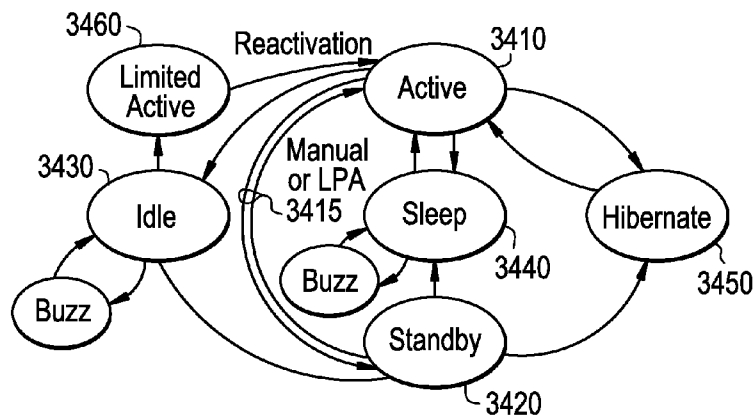 3460
Reactivation
3410
Limited
Active
Active
3430
Manual
or LPA
3415
Idle
Sleep
Hibernate
3440
3450
Buzz
Buzz
Standby
3420